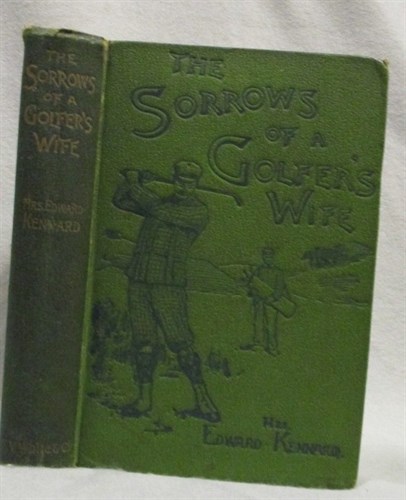 THE
SORROWS
OF A
GOLFER'S
WIFE
MRS. EDWARD
KENNARD
THE
SORROWS
OF A
GOLFER'S
WIFE
MRS.
EDWARD KENNARD.